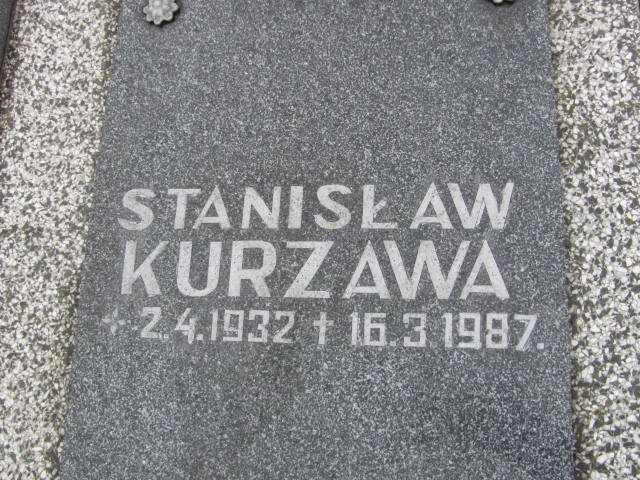 STANISŁAW
KURZAWA
2.4.1932 † 16.3.1987.